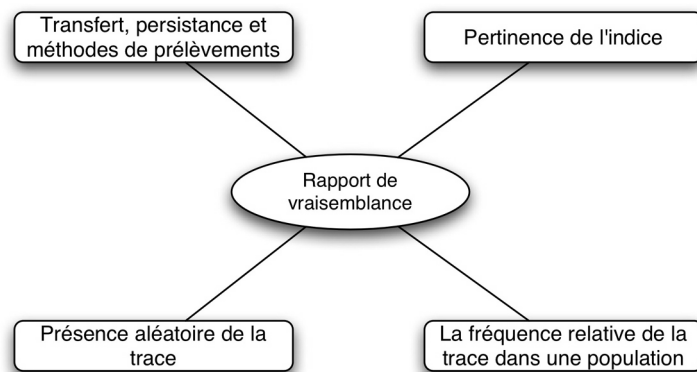 Transfert, persistance et
méthodes de prélèvements
Pertinence de l'indice
Rapport de
vraisemblance
Présence aléatoire de la
trace
La fréquence relative de la
trace dans une population